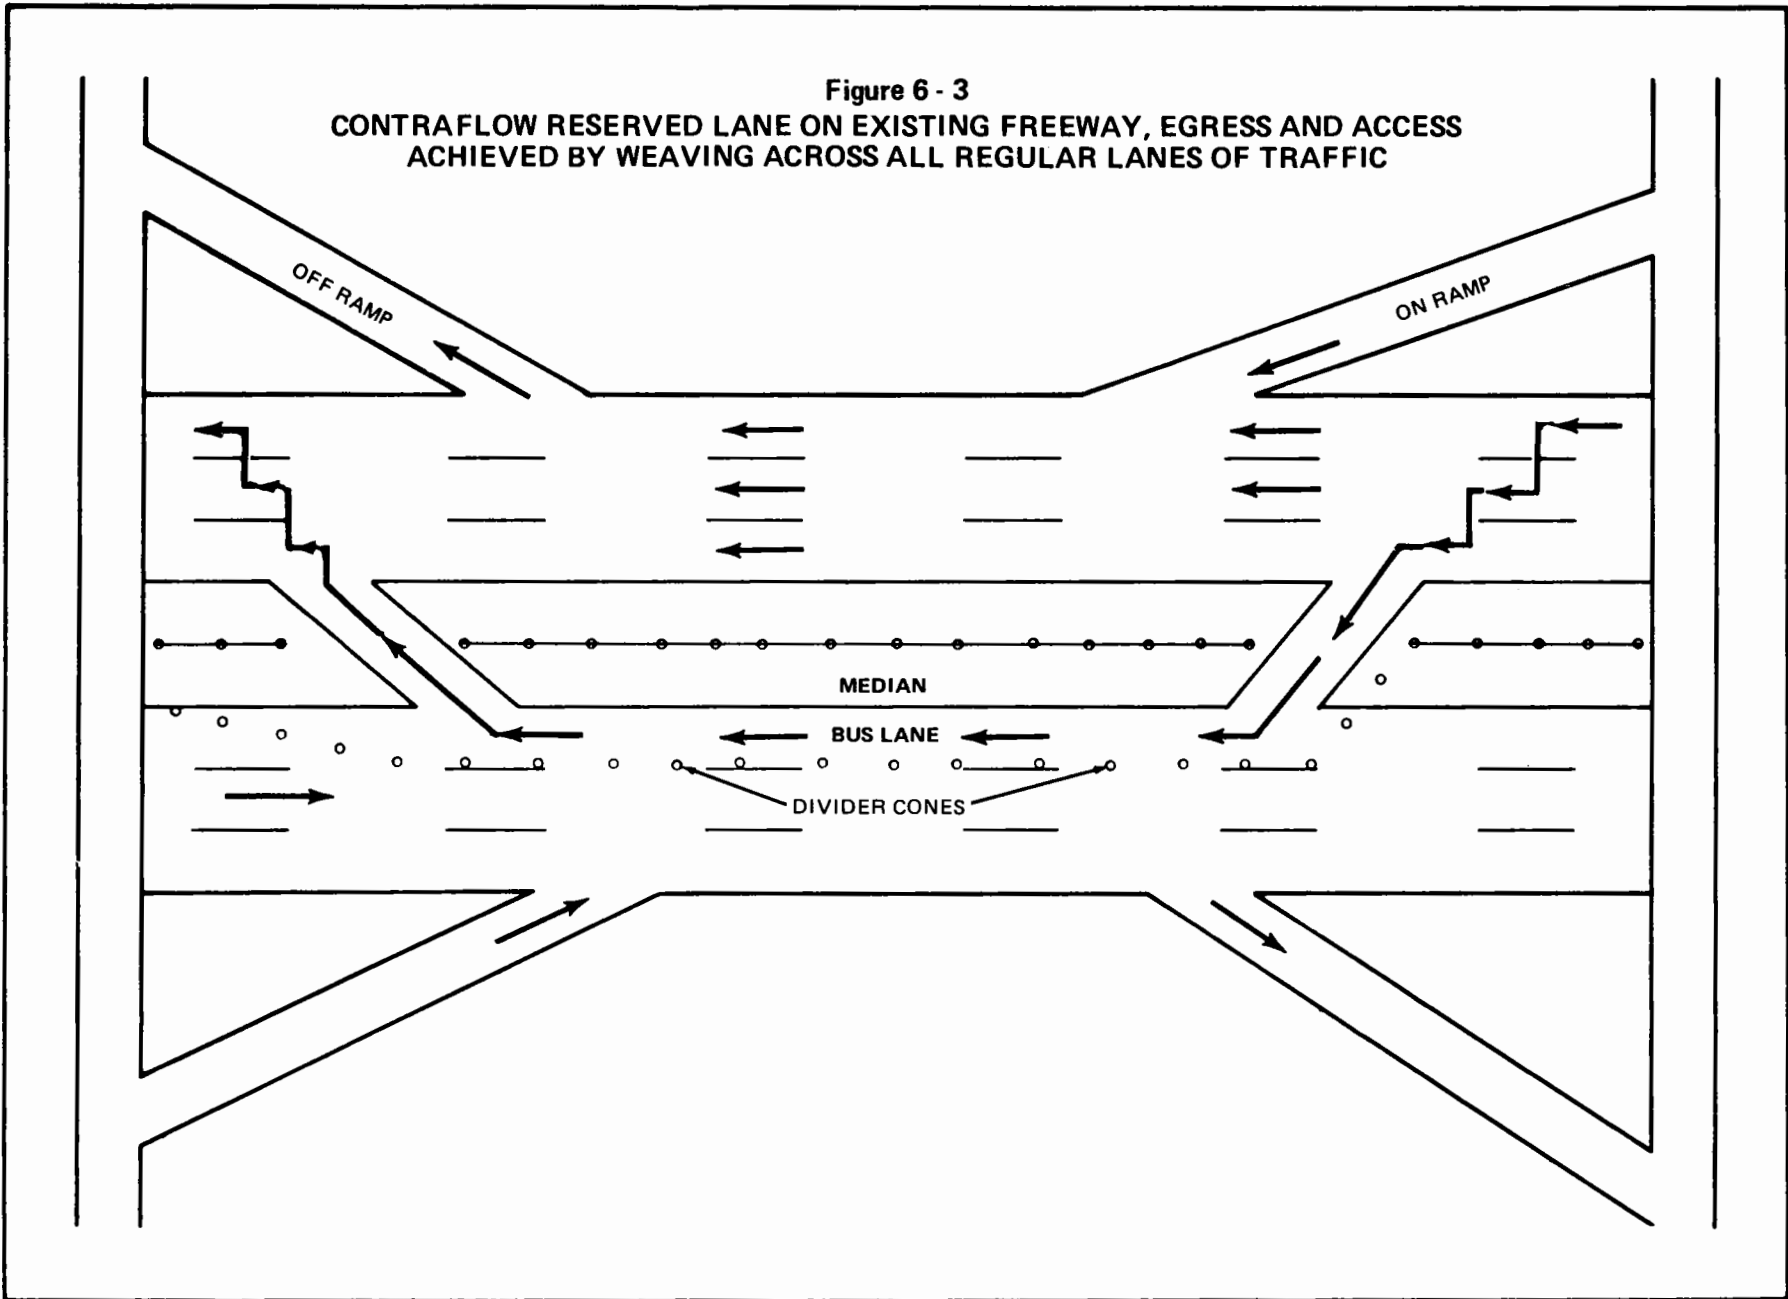 Figure 6 - 3
CONTRAFLOW RESERVED LANE ON EXISTING FREEWAY, EGRESS AND ACCESS
ACHIEVED BY WEAVING ACROSS ALL REGULAR LANES OF TRAFFIC
OFF RAMP
ON RAMP
MEDIAN
BUS LANE
DIVIDER CONES